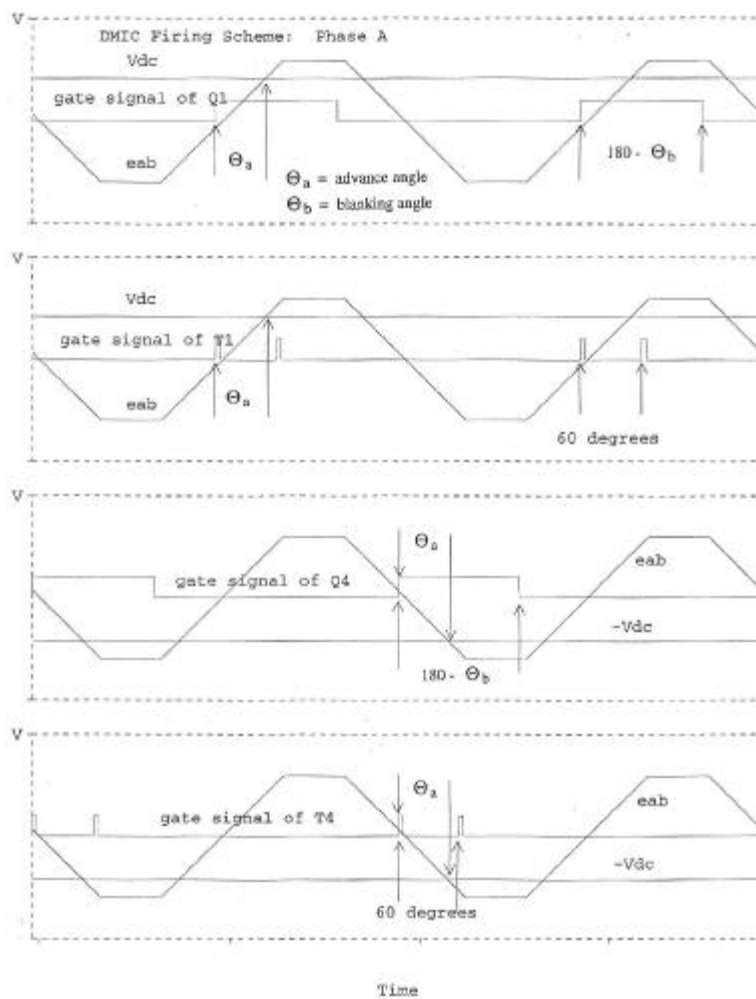 V
DMIC Firing Scheme: Phase A
Vdc
gate signal of Q1
eab
Θa
180 - Θb
Θa = advance angle
Θb = blanking angle
V
Vdc
gate signal of T1
eab
Θa
60 degrees
V
Θa
gate signal of Q4
eab
-Vdc
180 - Θb
V
Θa
eab
gate signal of T4
-Vdc
60 degrees
Time